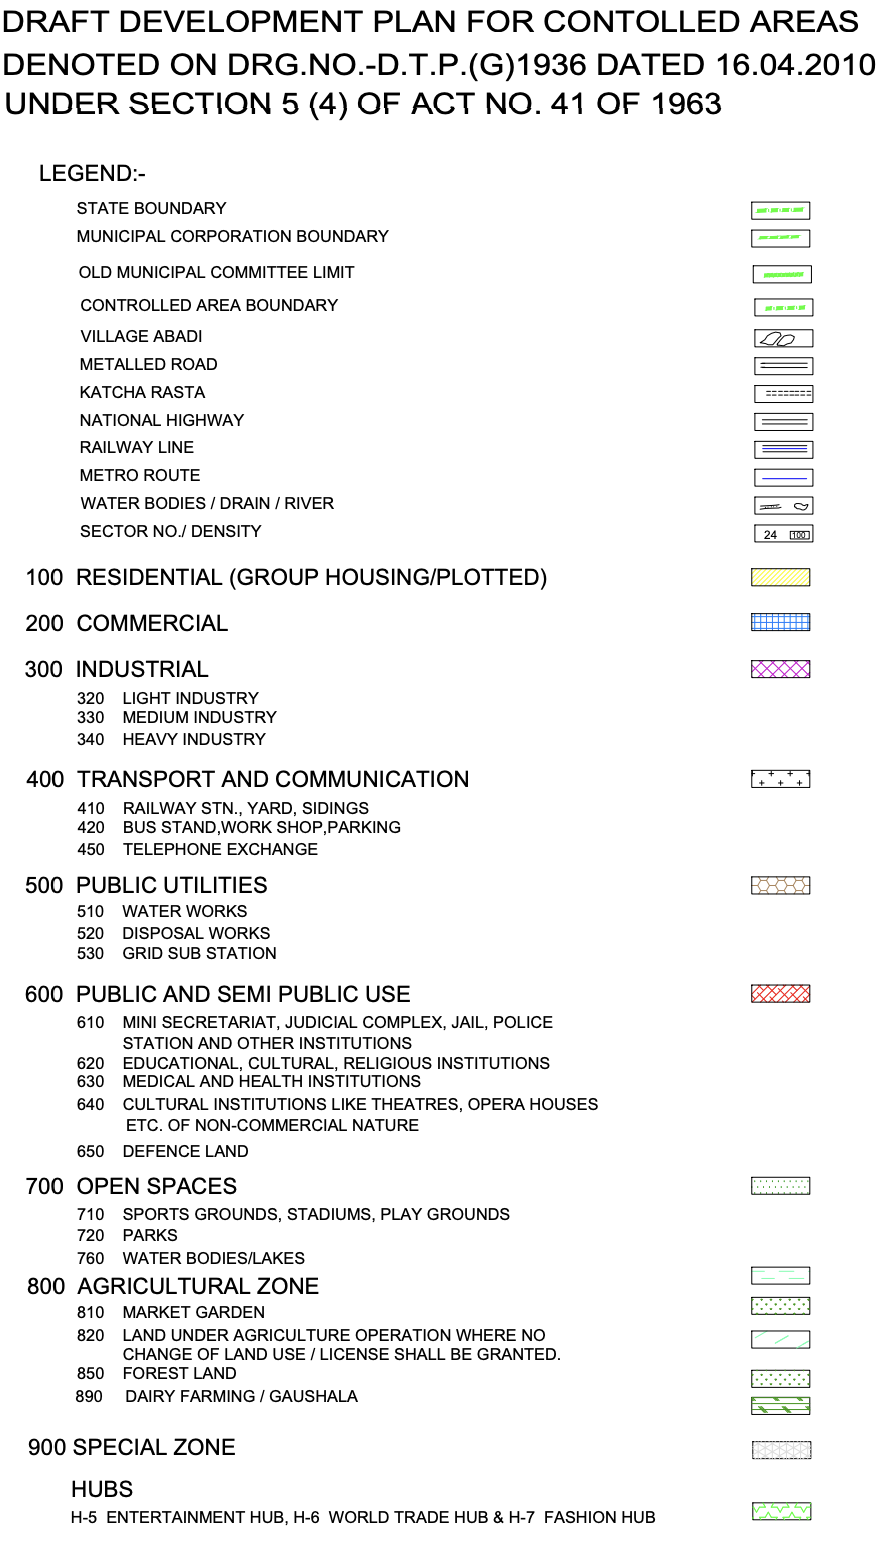 DRAFT DEVELOPMENT PLAN FOR CONTOLLED AREAS
DENOTED ON DRG.NO.-D.T.P.(G)1936 DATED 16.04.2010
UNDER SECTION 5 (4) OF ACT NO. 41 OF 1963
LEGEND:-
STATE BOUNDARY
MUNICIPAL CORPORATION BOUNDARY
OLD MUNICIPAL COMMITTEE LIMIT
CONTROLLED AREA BOUNDARY
VILLAGE ABADI
METALLED ROAD
KATCHA RASTA
NATIONAL HIGHWAY
RAILWAY LINE
METRO ROUTE
WATER BODIES / DRAIN / RIVER
SECTOR NO./ DENSITY 24 100
100 RESIDENTIAL (GROUP HOUSING/PLOTTED)
200 COMMERCIAL
300 INDUSTRIAL
320 LIGHT INDUSTRY
330 MEDIUM INDUSTRY
340 HEAVY INDUSTRY
400 TRANSPORT AND COMMUNICATION
410 RAILWAY STN., YARD, SIDINGS
420 BUS STAND,WORK SHOP,PARKING
450 TELEPHONE EXCHANGE
500 PUBLIC UTILITIES
510 WATER WORKS
520 DISPOSAL WORKS
530 GRID SUB STATION
600 PUBLIC AND SEMI PUBLIC USE
610 MINI SECRETARIAT, JUDICIAL COMPLEX, JAIL, POLICE
STATION AND OTHER INSTITUTIONS
620 EDUCATIONAL, CULTURAL, RELIGIOUS INSTITUTIONS
630 MEDICAL AND HEALTH INSTITUTIONS
640 CULTURAL INSTITUTIONS LIKE THEATRES, OPERA HOUSES
ETC. OF NON-COMMERCIAL NATURE
650 DEFENCE LAND
700 OPEN SPACES
710 SPORTS GROUNDS, STADIUMS, PLAY GROUNDS
720 PARKS
760 WATER BODIES/LAKES
800 AGRICULTURAL ZONE
810 MARKET GARDEN
820 LAND UNDER AGRICULTURE OPERATION WHERE NO
CHANGE OF LAND USE / LICENSE SHALL BE GRANTED.
850 FOREST LAND
890 DAIRY FARMING / GAUSHALA
900 SPECIAL ZONE
HUBS
H-5 ENTERTAINMENT HUB, H-6 WORLD TRADE HUB & H-7 FASHION HUB